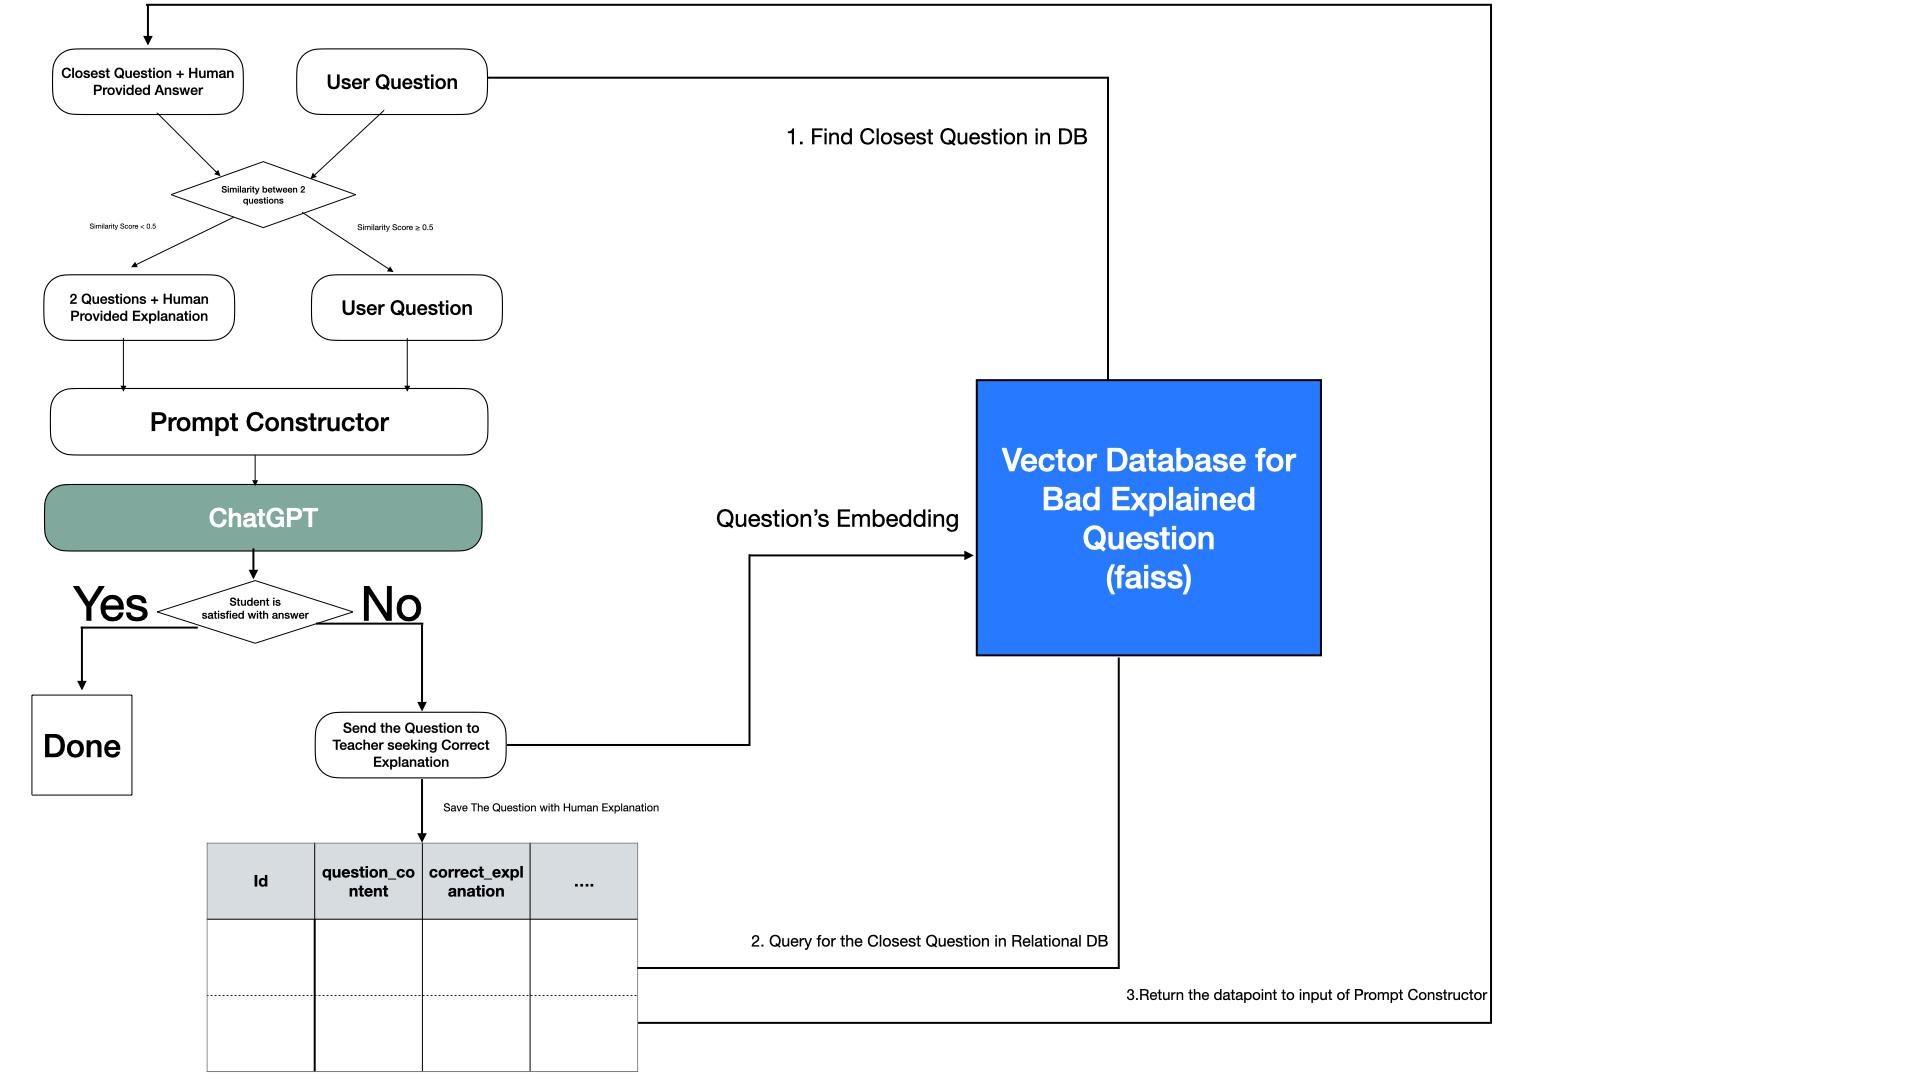 Closest Question + Human
Provided Answer
User Question
1. Find Closest Question in DB
Similarity between 2
questions
Similarity Score < 0.5
Similarity Score ≥ 0.5
2 Questions + Human
Provided Explanation
User Question
Prompt Constructor
ChatGPT
Vector Database for
Bad Explained
Question
(faiss)
Question’s Embedding
Yes
Student is
satisfied with answer
No
Done
Send the Question to
Teacher seeking Correct
Explanation
Save The Question with Human Explanation
Id
question_co
ntent
correct_expl
anation
....
2. Query for the Closest Question in Relational DB
3.Return the datapoint to input of Prompt Constructor